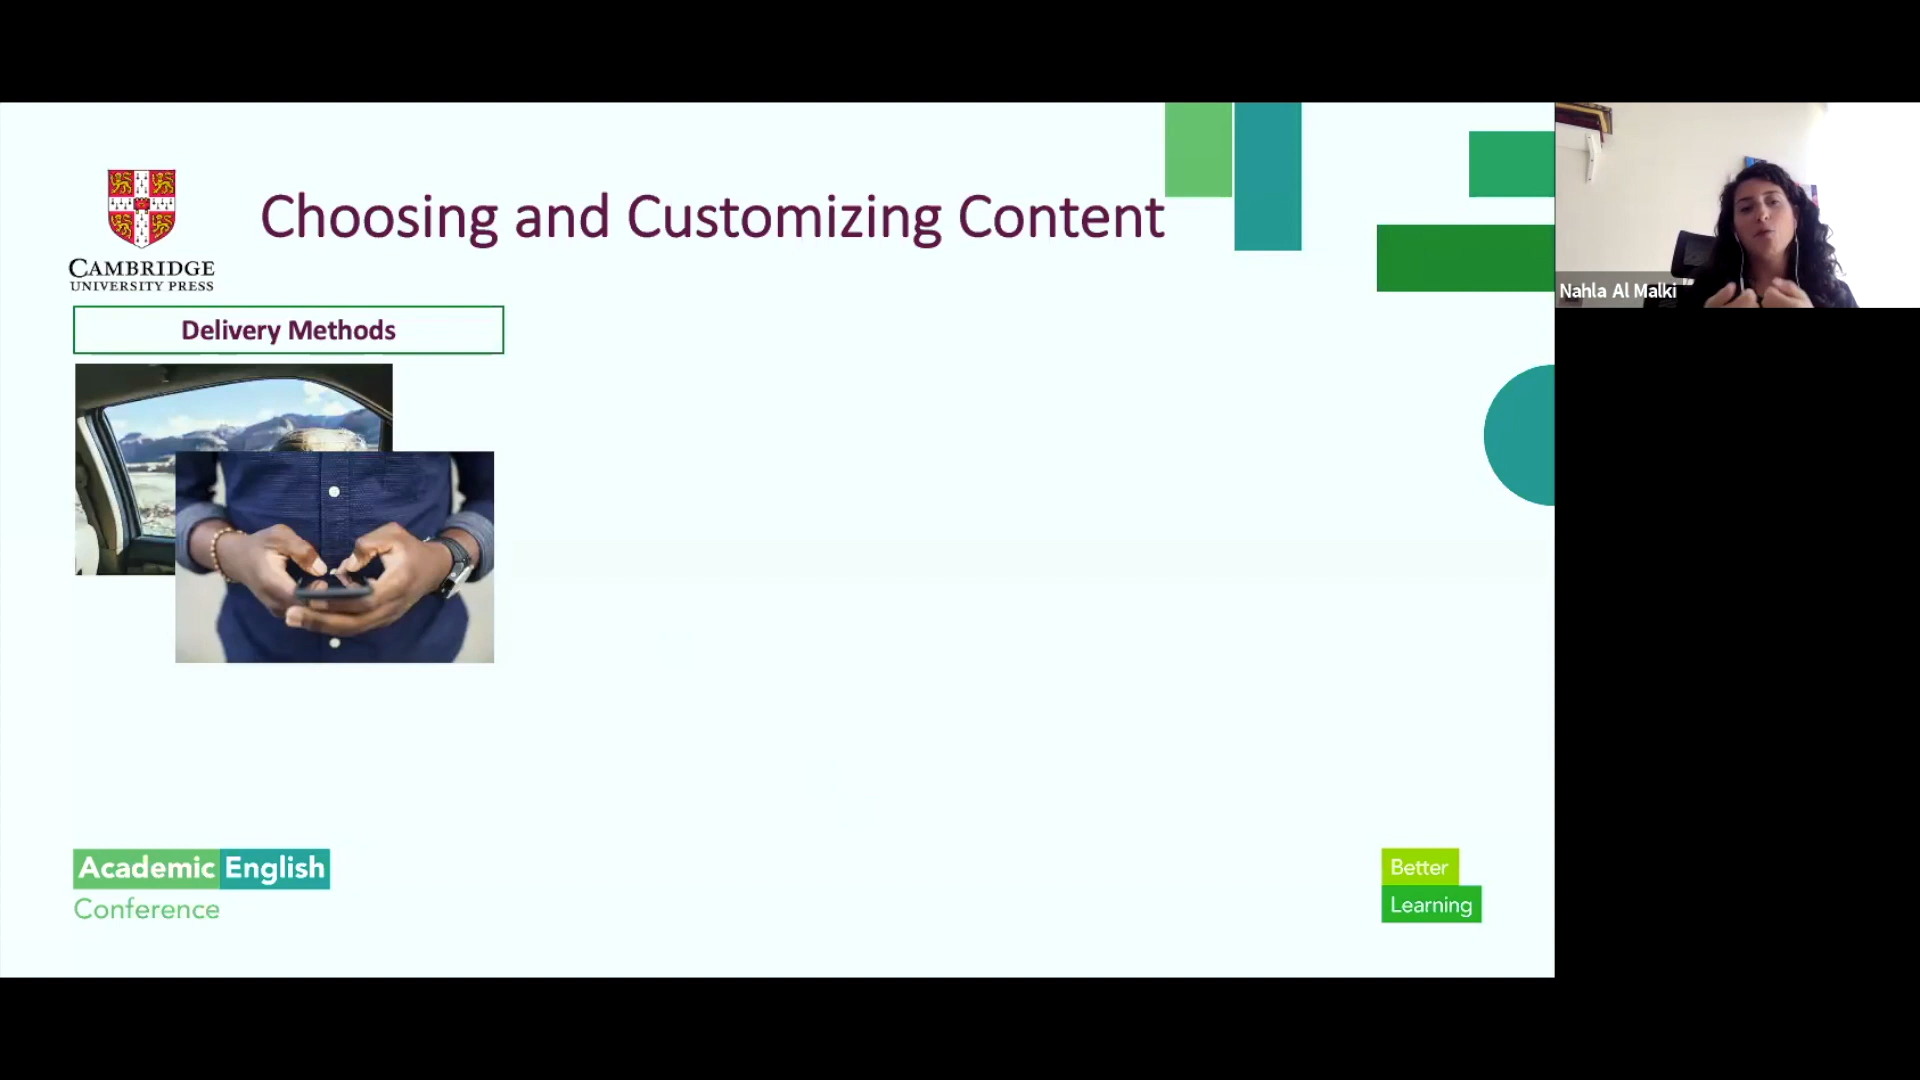 Choosing and Customizing Content
CAMBRIDGE
UNIVERSITY PRESS
Delivery Methods
Nahla Al Malki
Academic English
Conference
Better
Learning